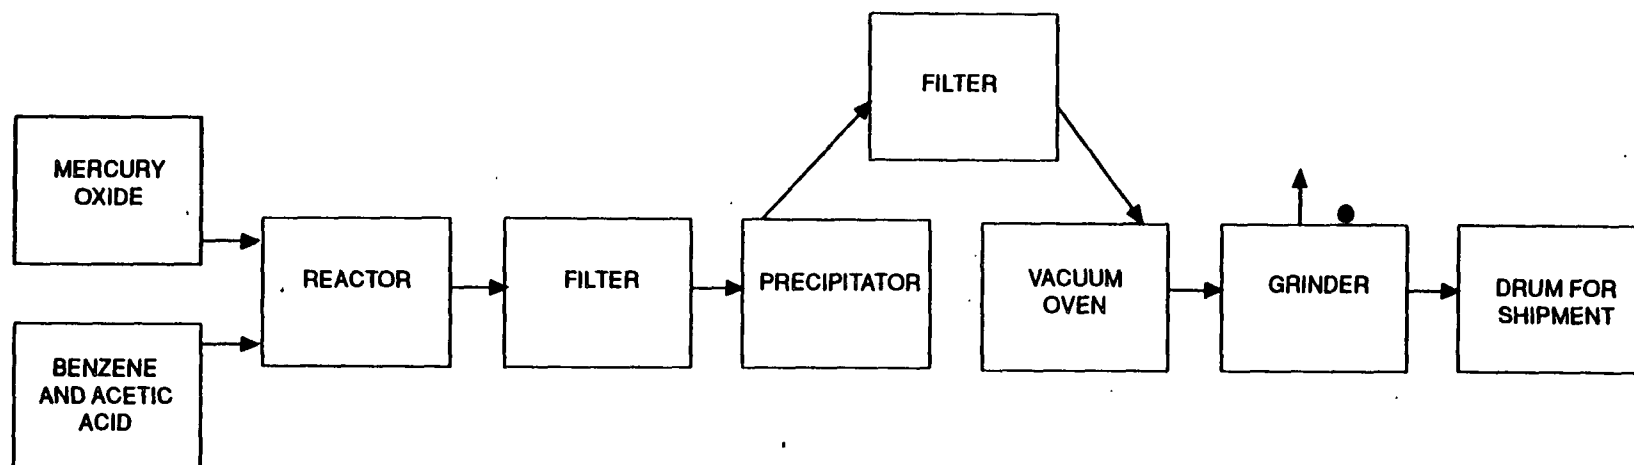 FILTER
MERCURY
OXIDE
REACTOR
FILTER
PRECIPITATOR
VACUUM
OVEN
GRINDER
DRUM FOR
SHIPMENT
BENZENE
AND ACETIC
ACID